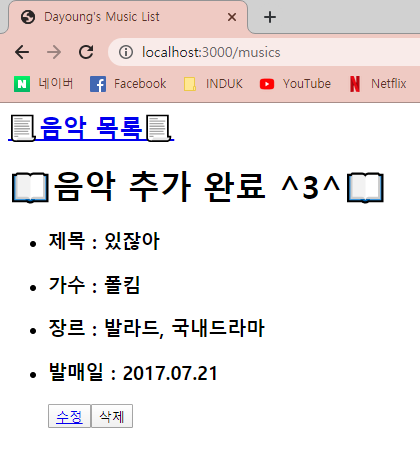 Dayoung's Music List
localhost:3000/musics
네이버 Facebook INDUK YouTube Netflix
음악 목록
음악 추가 완료 ^3^
제목 : 있잖아
가수 : 폴킴
장르 : 발라드, 국내드라마
발매일 : 2017.07.21
수정 삭제